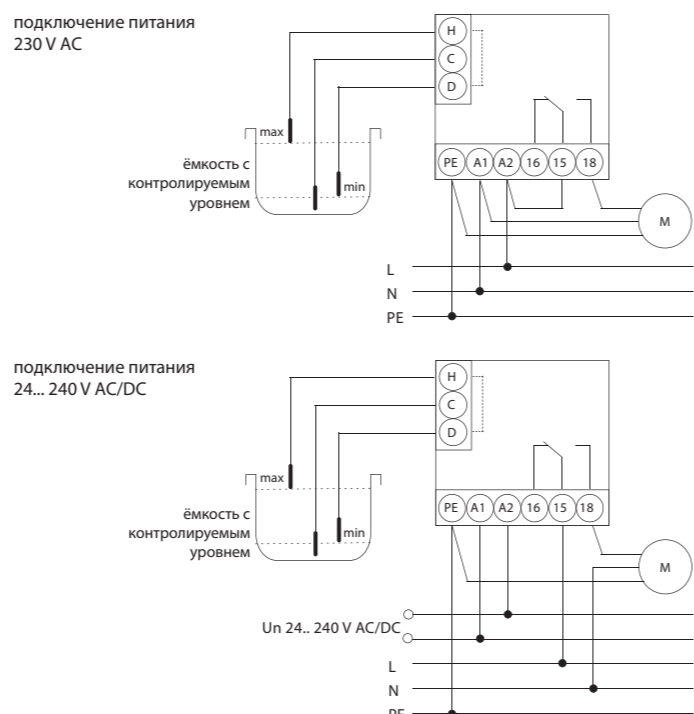 подключение питания
230 V AC
H
C
D
max
min
ёмкость с
контролируемым
уровнем
PE A1 A2 16 15 18
M
L
N
PE
подключение питания
24... 240 V AC/DC
H
C
D
max
min
ёмкость с
контролируемым
уровнем
PE A1 A2 16 15 18
M
Un 24.. 240 V AC/DC
L
N
PE